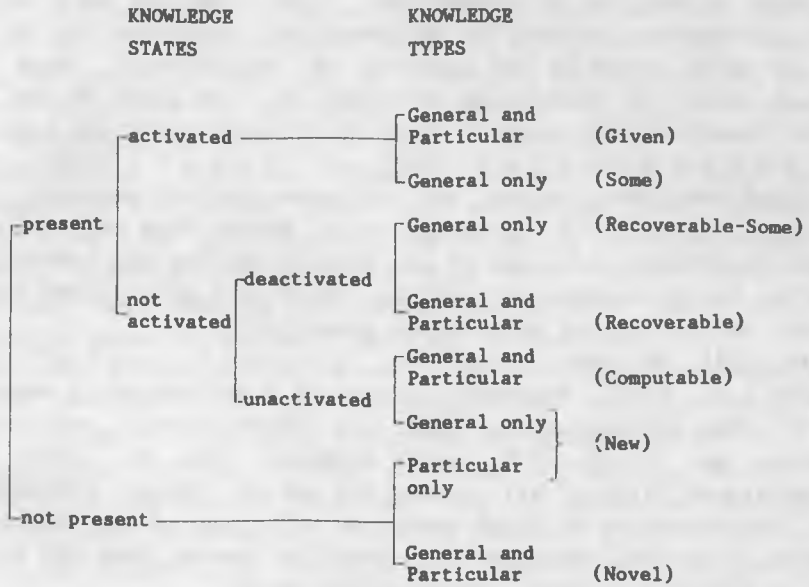 KNOWLEDGE KNOWLEDGE
STATES TYPES
General and
activated Particular (Given)
General only (Some)
present General only (Recoverable-Some)
deactivated
not General and
activated Particular (Recoverable)
General and
Particular (Computable)
unactivated
General only
(New)
Particular
only
not present
General and
Particular (Novel)